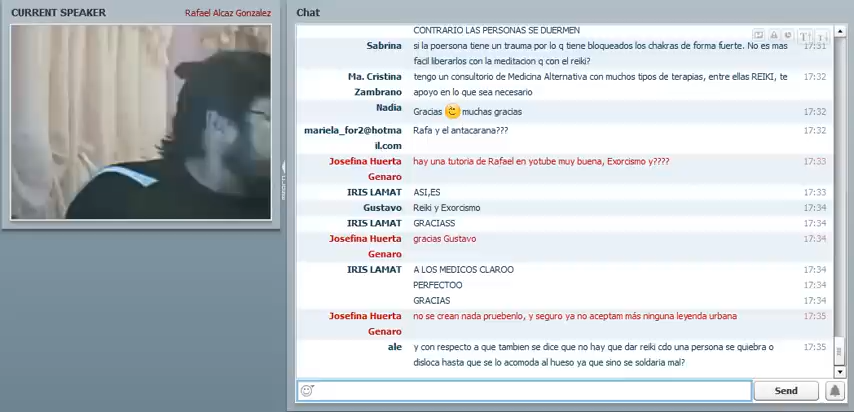 CURRENT SPEAKER
Rafael Alcaz Gonzalez
Chat
CONTRARIO LAS PERSONAS SE DUERMEN
Sabrina si la poersona tiene un trauma por lo q tiene bloqueados los chakras de forma fuerte. No es mas 17:31
facil liberarlos con la meditacion q con el reiki?
Ma. Cristina tengo un consultorio de Medicina Alternativa con muchos tipos de terapias, entre ellas REIKI, te 17:32
Zambrano apoyo en lo que sea necesario
Nadia Gracias muchas gracias 17:32
mariela_for2@hotma Rafa y el antacarana??? 17:32
il.com
Josefina Huerta hay una tutoria de Rafael en yotube muy buena, Exorcismo y???? 17:33
Genaro
IRIS LAMAT ASI,ES 17:33
Gustavo Reiki y Exorcismo 17:34
IRIS LAMAT GRACIASS 17:34
Josefina Huerta gracias Gustavo 17:34
Genaro
IRIS LAMAT A LOS MEDICOS CLAROO 17:34
PERFECTOO 17:34
GRACIAS 17:34
Josefina Huerta no se crean nada pruebenlo, y seguro ya no aceptam más ninguna leyenda urbana 17:35
Genaro
ale y con respecto a que tambien se dice que no hay que dar reiki cdo una persona se quiebra o 17:35
disloca hasta que se lo acomoda al hueso ya que sino se soldaria mal?
Send